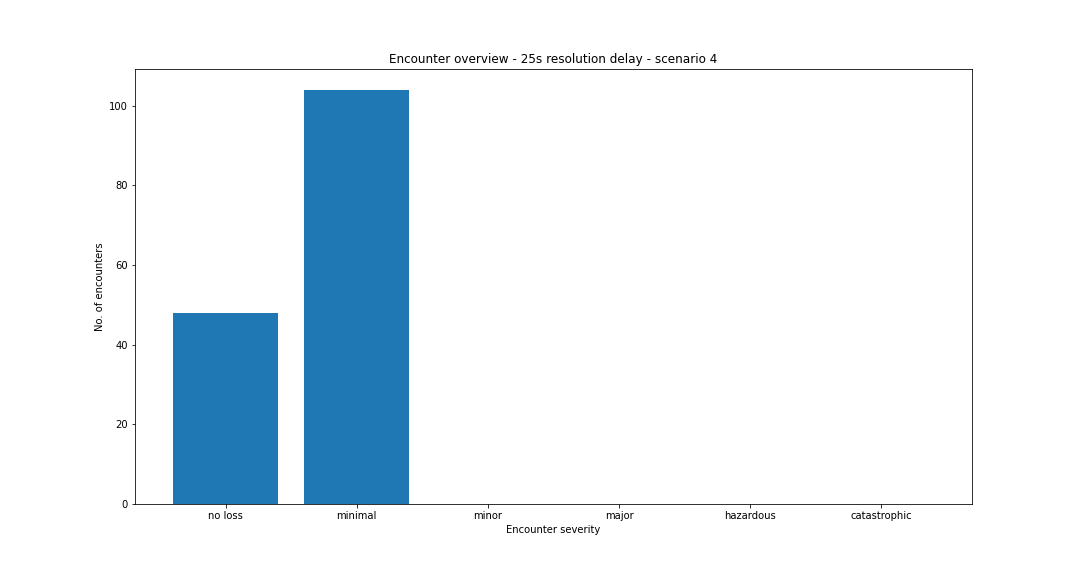 Encounter overview - 25s resolution delay - scenario 4
100
80
60
40
20
0
No. of encounters
no loss minimal minor major hazardous catastrophic
Encounter severity